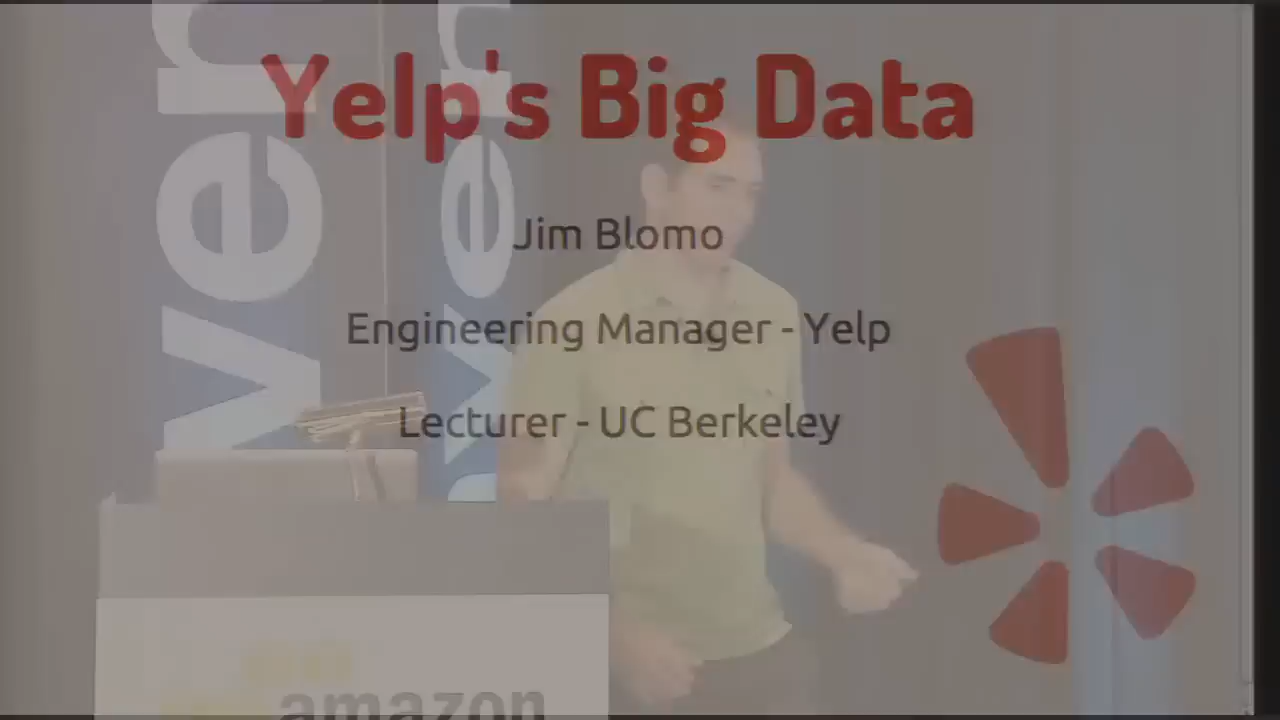 Yelp's Big Data
Jim Blomo
Engineering Manager - Yelp
Lecturer - UC Berkeley
amazon